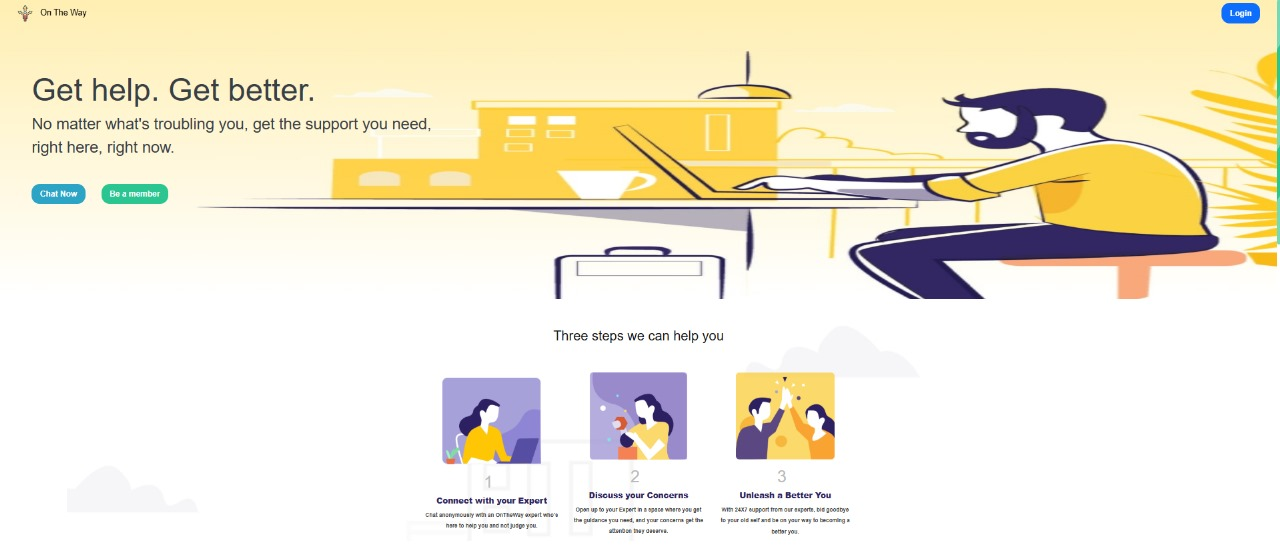 On The Way
Login
Get help. Get better.
No matter what's troubling you, get the support you need,
right here, right now.
Chat Now
Be a member
Three steps we can help you
1
Connect with your Expert
Chat anonymously with an OnTheWay expert who's
here to help you and not judge you.
2
Discuss your Concerns
Open up to your Expert in a space where you get
the guidance you need, and your concerns get the
attention they deserve.
3
Unleash a Better You
With 24X7 support from our experts, bid goodbye
to your old self and be on your way to becoming a
better you.